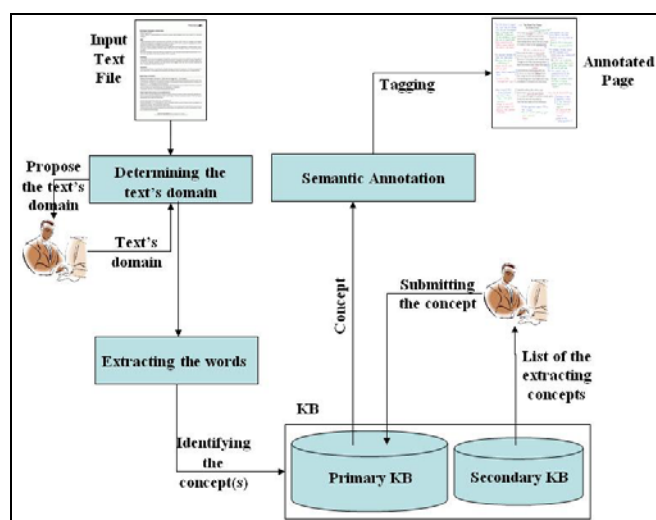 Input
Text
File
Annotated
Page
Tagging
Propose
the text's
domain
Determining the
text's domain
Semantic Annotation
Text's
domain
Submitting
the concept
Concept
Extracting the words
List of the
extracting
concepts
KB
Identifying
the
concept(s)
Primary KB
Secondary KB